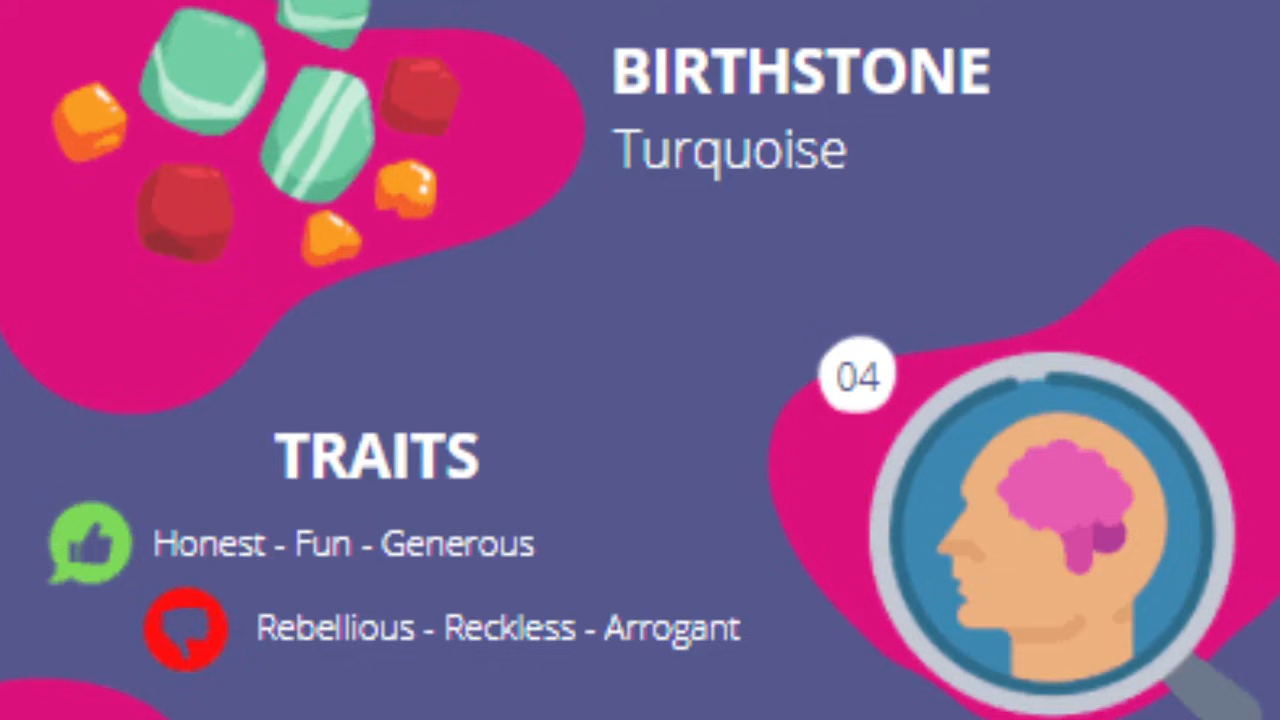 BIRTHSTONE
Turquoise
04
TRAITS
Honest - Fun - Generous
Rebellious - Reckless - Arrogant